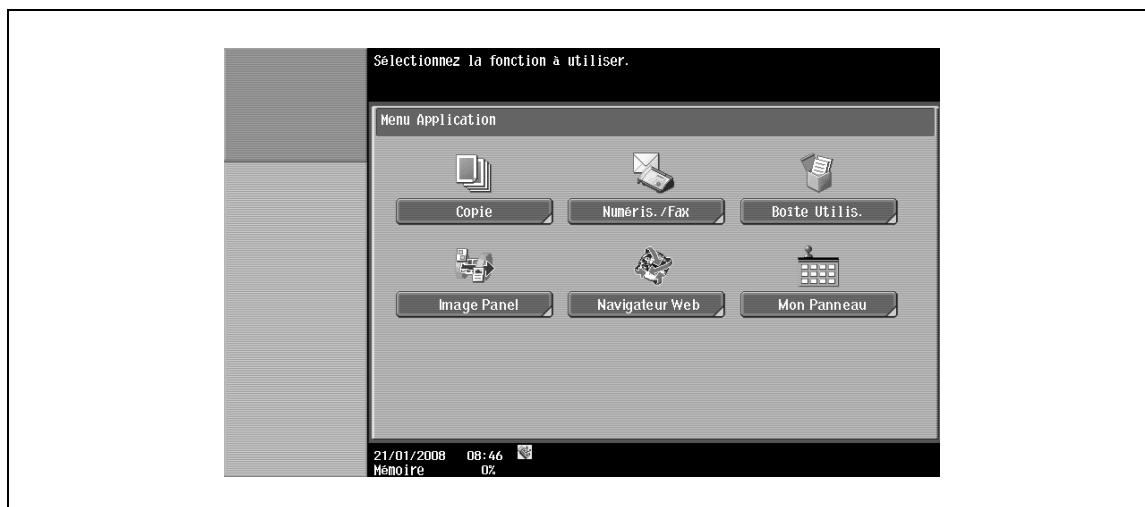 Sélectionnez la fonction à utiliser.
Menu Application
Copie
Numéris./Fax
Boîte Utilis.
Image Panel
Navigateur Web
Mon Panneau
21/01/2008 08:46
Mémoire 0%